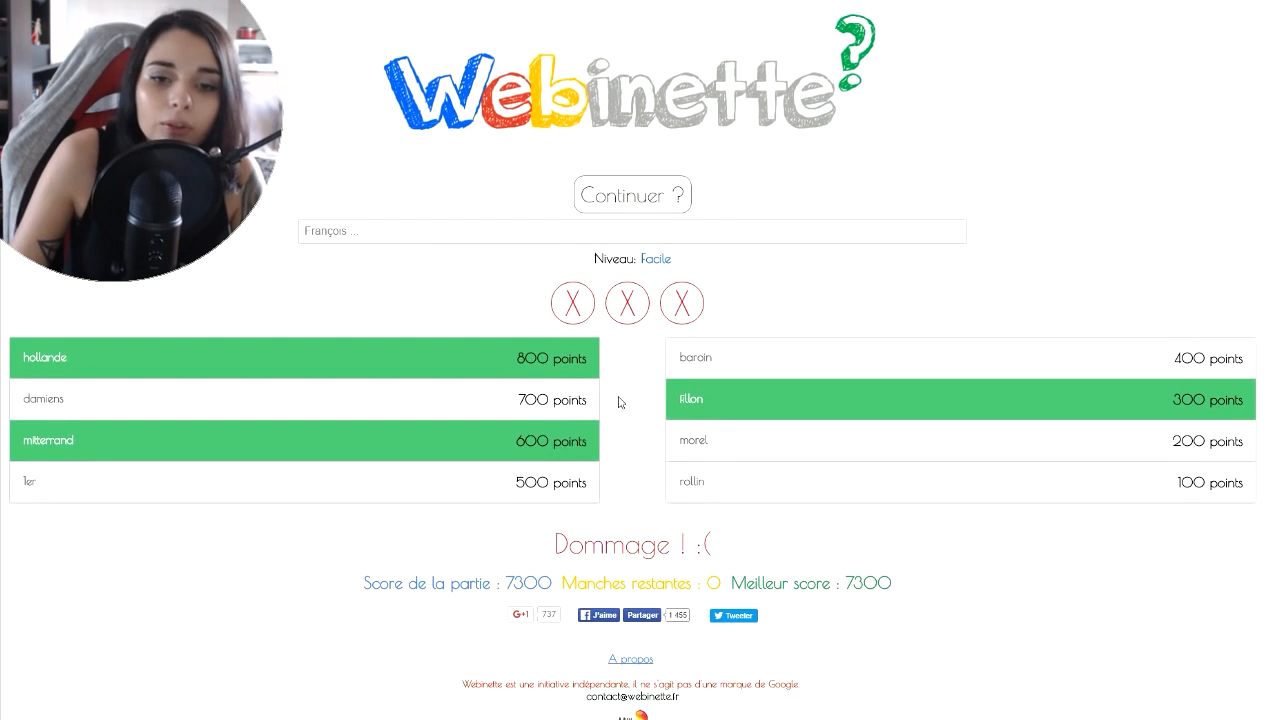 Webinette?
Continuer ?
François ...
Niveau: Facile
X X X
hollande 800 points
damiens 700 points
mitterrand 600 points
1er 500 points
baroin 400 points
fillon 300 points
morel 200 points
rollin 100 points
Dommage ! :(
Score de la partie : 7300 Manches restantes : 0 Meilleur score : 7300
G+1 737 J'aime Partager 1 455 Tweeter
A propos
Webinette est une initiative indépendante, il ne s'agit pas d'une marque de Google.
contact@webinette.fr